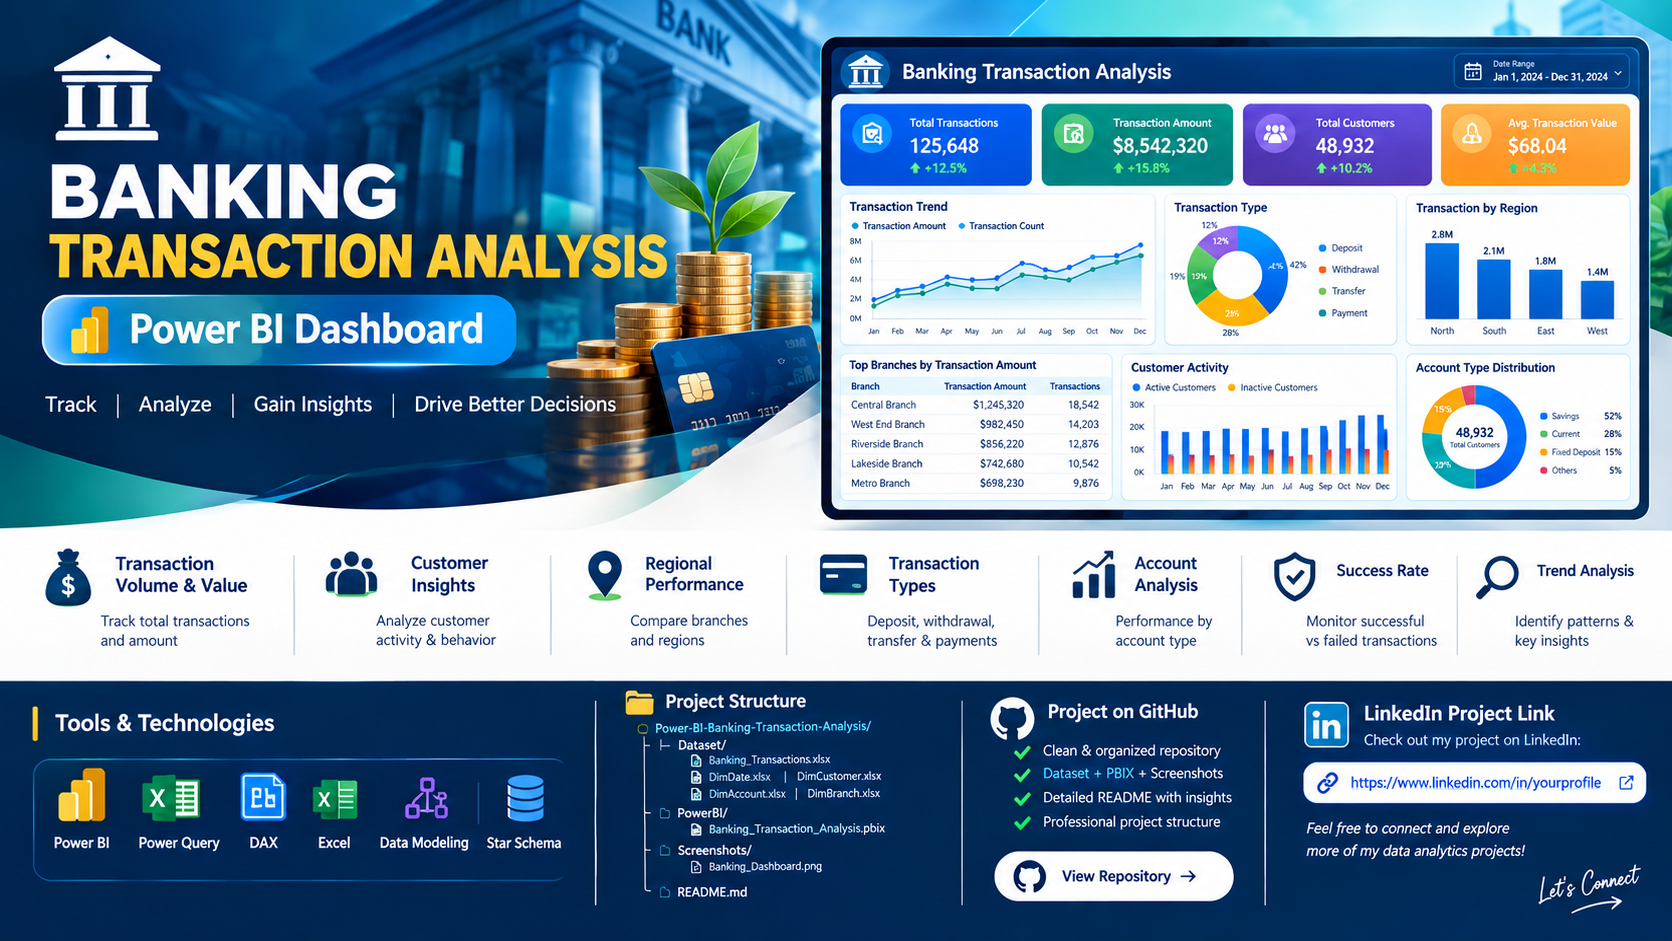 BANK
BANKING
TRANSACTION ANALYSIS
Power BI Dashboard
Track | Analyze | Gain Insights | Drive Better Decisions
Banking Transaction Analysis
Date Range
Jan 1, 2024 - Dec 31, 2024
Total Transactions
125,648
+12.5%
Transaction Amount
$8,542,320
+15.8%
Total Customers
48,932
+10.2%
Avg. Transaction Value
$68.04
+4.3%
Transaction Trend
Transaction Amount Transaction Count
8M
6M
4M
2M
0M
Jan Feb Mar Apr May Jun Jul Aug Sep Oct Nov Dec
Transaction Type
12%
12%
42%
19% 19%
28%
Deposit
Withdrawal
Transfer
Payment
Transaction by Region
2.8M
2.1M
1.8M
1.4M
North South East West
Top Branches by Transaction Amount
Branch Transaction Amount Transactions
Central Branch $1,245,320 18,542
West End Branch $982,450 14,203
Riverside Branch $856,220 12,876
Lakeside Branch $742,680 10,542
Metro Branch $698,230 9,876
Customer Activity
Active Customers Inactive Customers
30K
20K
10K
0K
Jan Feb Mar Apr May Jun Jul Aug Sep Oct Nov Dec
Account Type Distribution
15%
48,932
Total Customers
Savings 52%
Current 28%
Fixed Deposit 15%
Others 5%
Transaction
Volume & Value
Track total transactions
and amount
Customer
Insights
Analyze customer
activity & behavior
Regional
Performance
Compare branches
and regions
Transaction
Types
Deposit, withdrawal,
transfer & payments
Account
Analysis
Performance by
account type
Success Rate
Monitor successful
vs failed transactions
Trend Analysis
Identify patterns &
key insights
Tools & Technologies
Power BI
Power Query
DAX
Excel
Data Modeling
Star Schema
Project Structure
Power-BI-Banking-Transaction-Analysis/
Dataset/
Banking_Transactions.xlsx
DimDate.xlsx | DimCustomer.xlsx
DimAccount.xlsx | DimBranch.xlsx
PowerBI/
Banking_Transaction_Analysis.pbix
Screenshots/
Banking_Dashboard.png
README.md
Project on GitHub
Clean & organized repository
Dataset + PBIX + Screenshots
Detailed README with insights
Professional project structure
View Repository →
LinkedIn Project Link
Check out my project on LinkedIn:
https://www.linkedin.com/in/yourprofile
Feel free to connect and explore
more of my data analytics projects!
Let's Connect